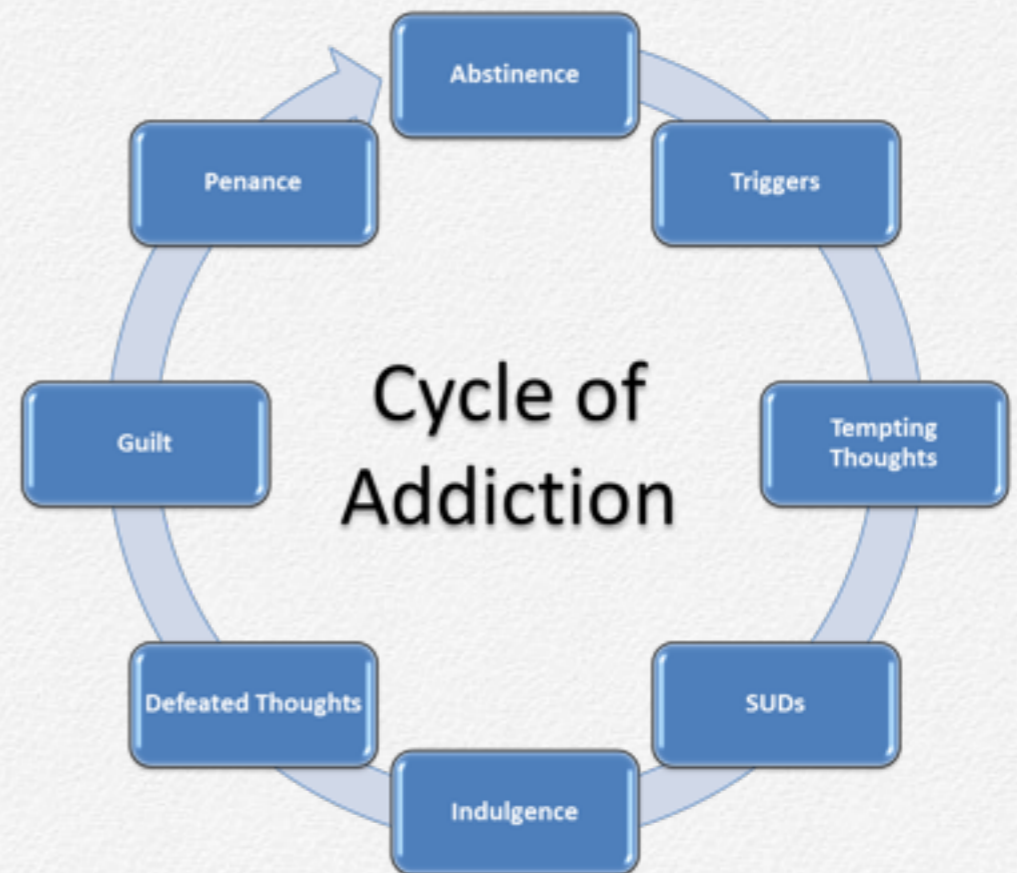 Abstinence
Triggers
Tempting
Thoughts
SUDs
Indulgence
Defeated Thoughts
Guilt
Penance
Cycle of
Addiction